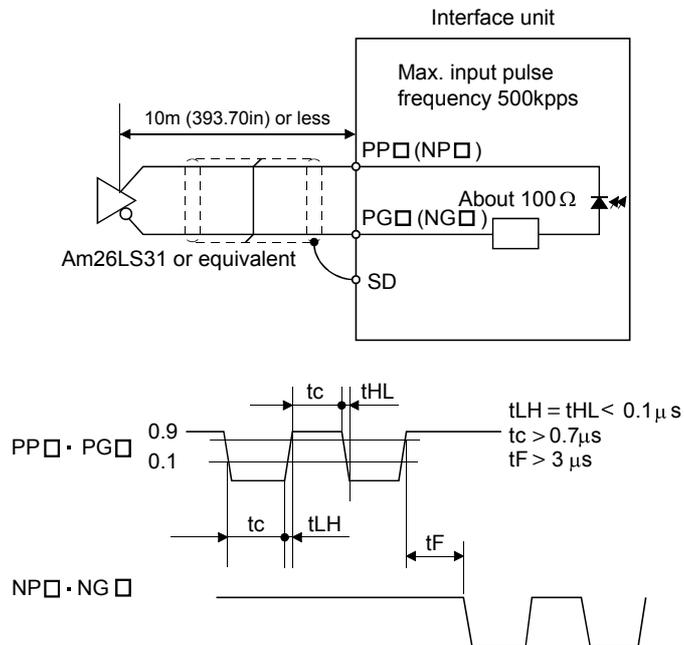 Interface unit
Max. input pulse
frequency 500kpps
10m (393.70in) or less
PP□ (NP□)
About 100Ω
PG□ (NG□)
Am26LS31 or equivalent
SD
tc tHL
tLH = tHL < 0.1μs
tc > 0.7μs
tF > 3 μs
0.9
PP□ · PG□
0.1
tc tLH
tF
NP□ · NG□